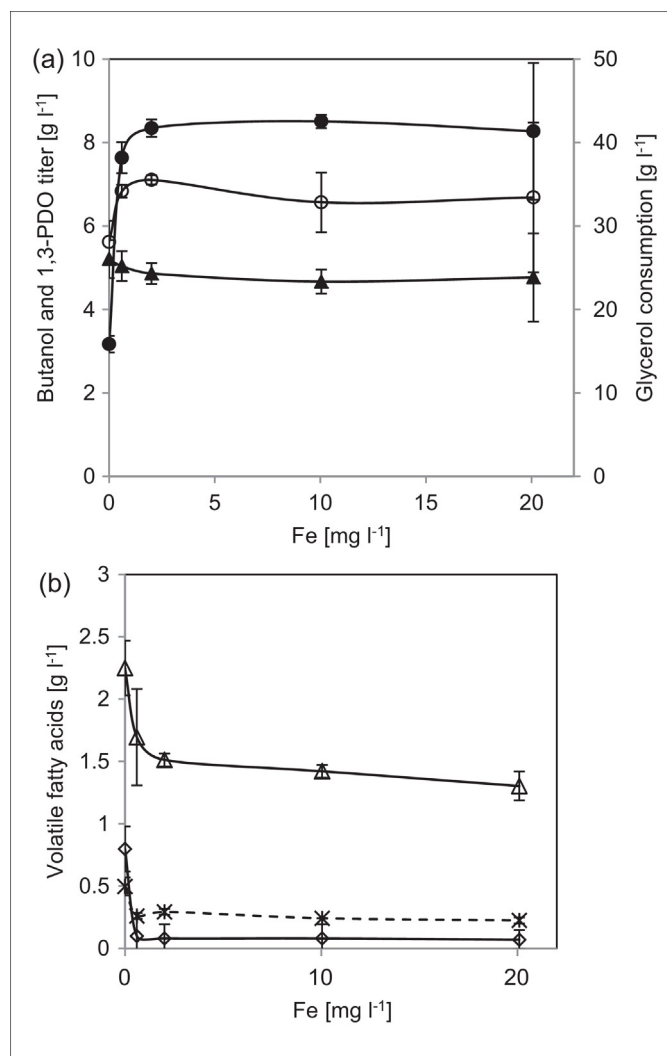 (a)
10
8
6
4
2
0
Butanol and 1,3-PDO titer [g l⁻¹]
50
40
30
20
10
0
Glycerol consumption [g l⁻¹]
0 5 10 15 20
Fe [mg l⁻¹]
(b)
3
2.5
2
1.5
1
0.5
0
Volatile fatty acids [g l⁻¹]
0 10 20
Fe [mg l⁻¹]